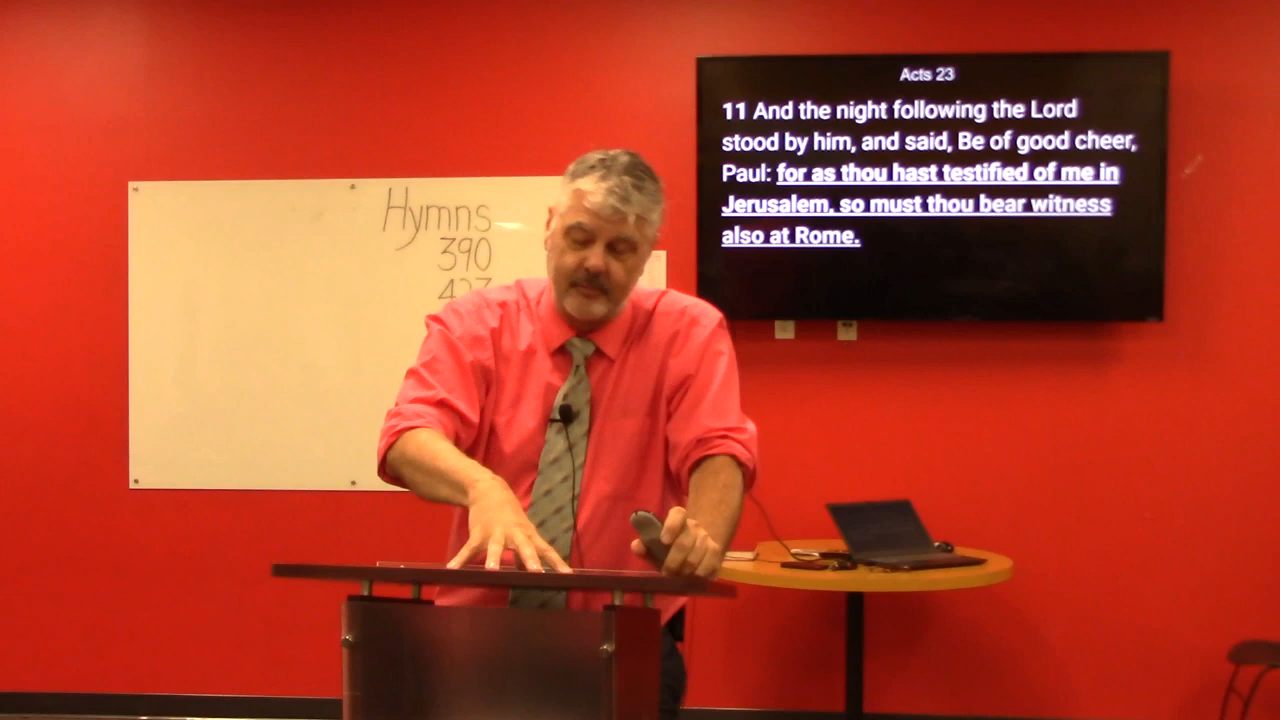 Acts 23
11 And the night following the Lord
stood by him, and said, Be of good cheer,
Paul: for as thou hast testified of me in
Jerusalem, so must thou bear witness
also at Rome.
Hymns
390